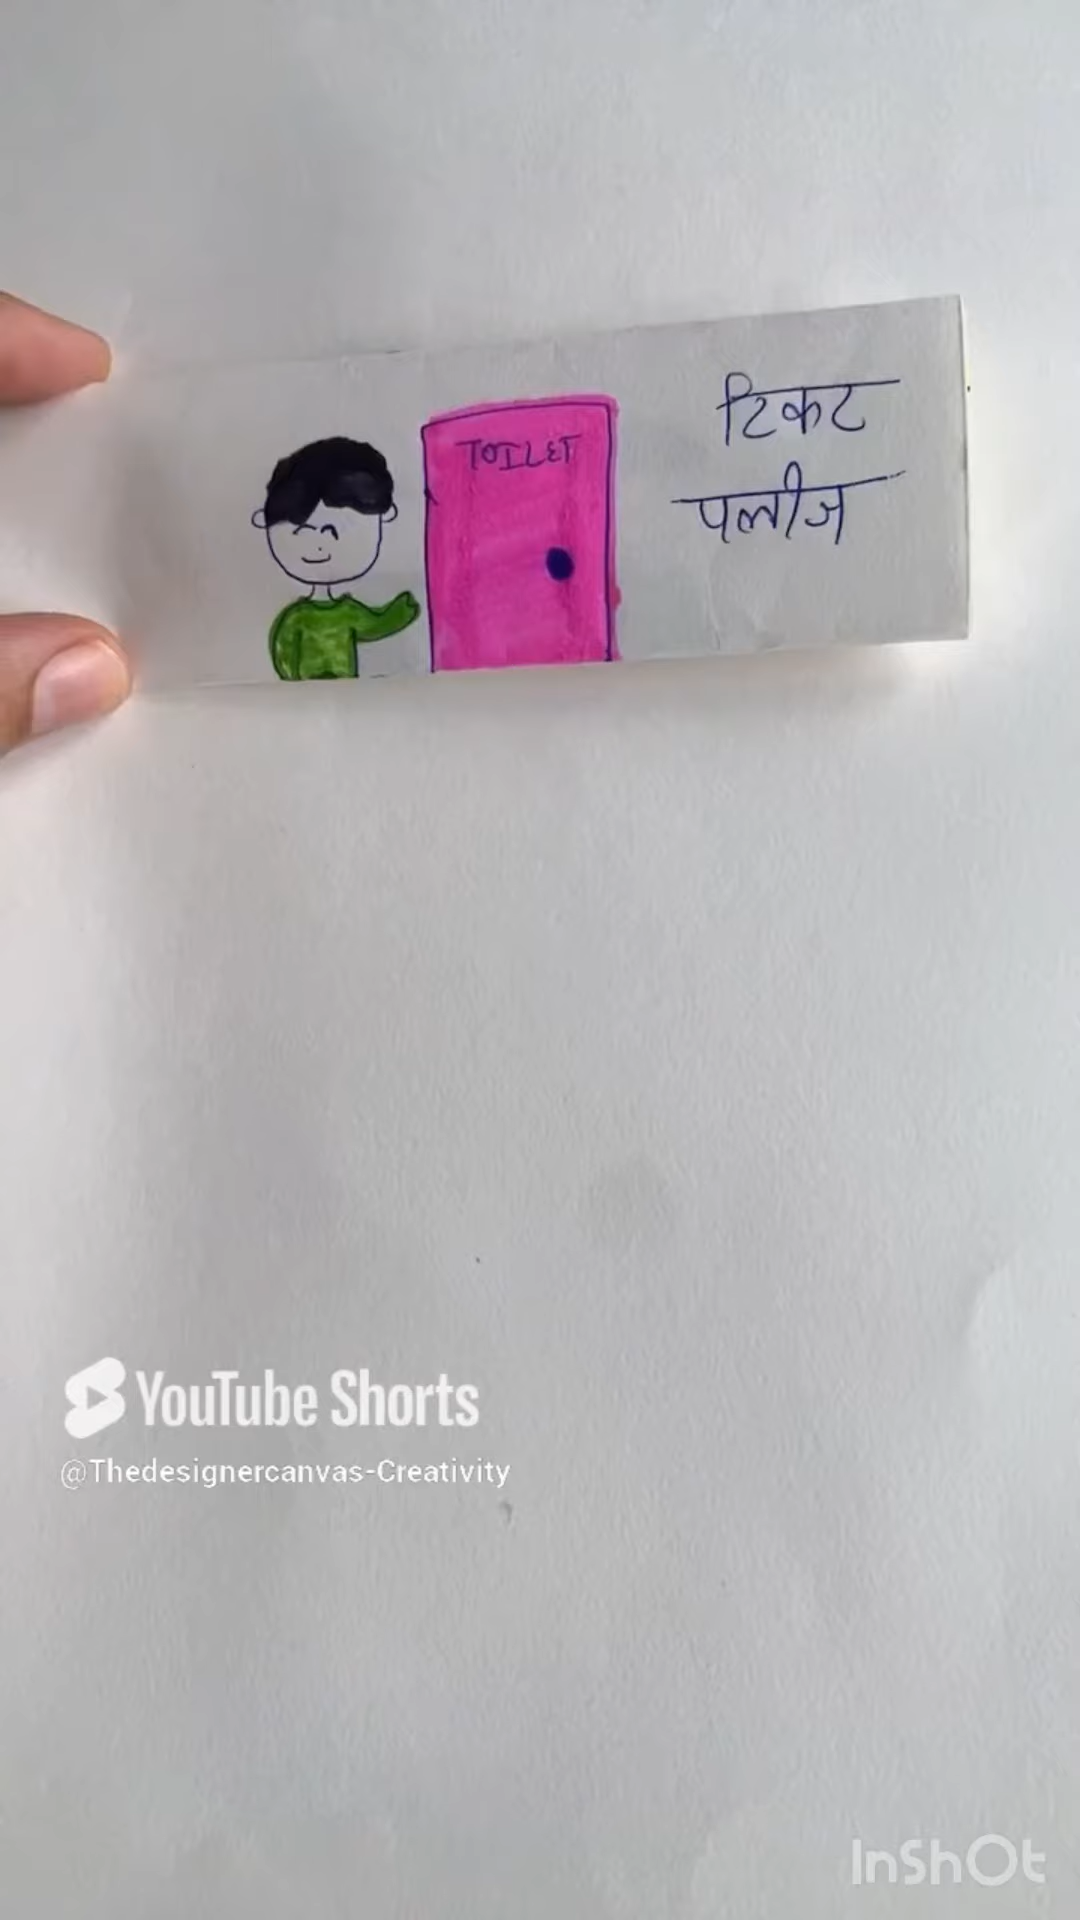 TOILET
टिकट
पलीज
YouTube Shorts
@Thedesignercanvas-Creativity
InShOt